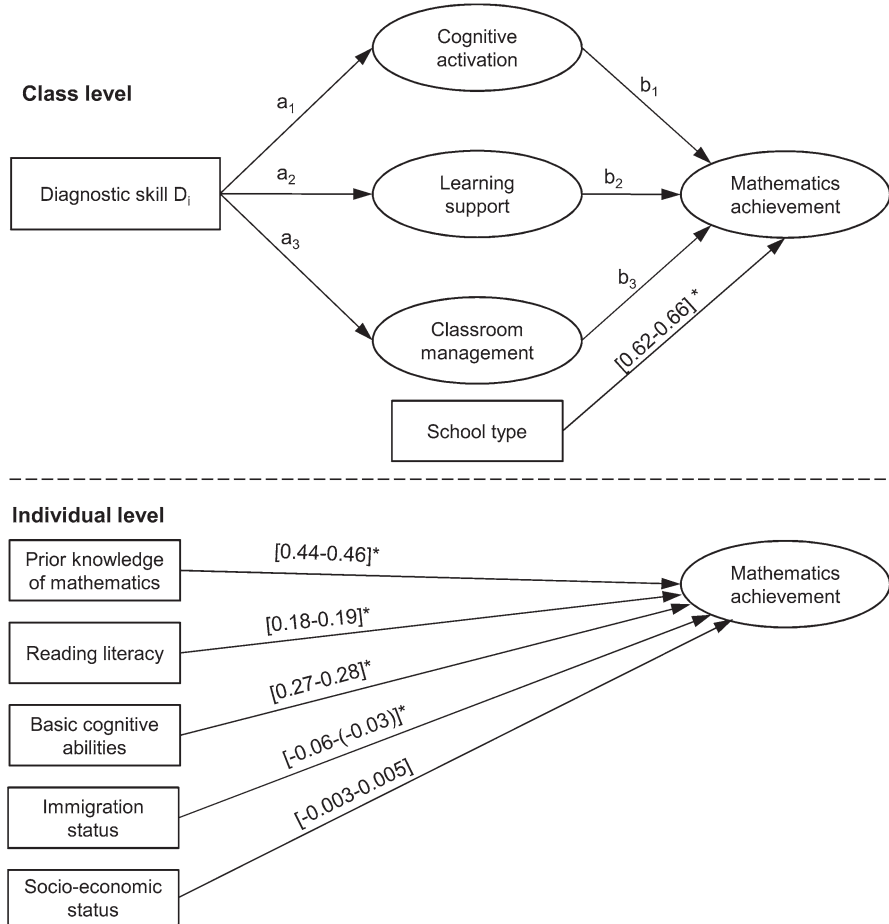 Class level
Cognitive
activation
a₁
b₁
Diagnostic skill Dᵢ
a₂
Learning
support
b₂
Mathematics
achievement
a₃
b₃
Classroom
management
[0.62-0.66]*
School type
Individual level
Prior knowledge
of mathematics
[0.44-0.46]*
Mathematics
achievement
Reading literacy
[0.18-0.19]*
Basic cognitive
abilities
[0.27-0.28]*
Immigration
status
[-0.06-(-0.03)]*
Socio-economic
status
[-0.003-0.005]